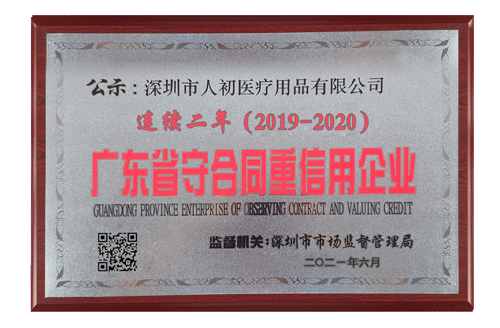 公示：深圳市人初医疗用品有限公司
连续二年（2019-2020）
广东省守合同重信用企业
GUANGDONG PROVINCE ENTERPRISE OF OBSERVING CONTRACT AND VALUING CREDIT
监督机关：深圳市市场监督管理局
二〇二一年六月